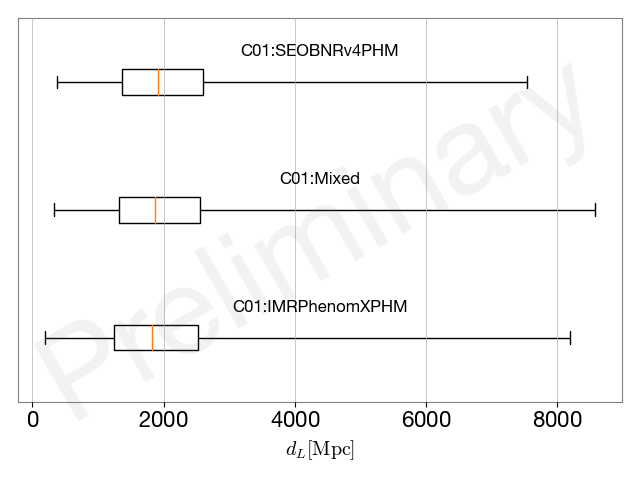 C01:SEOBNRv4PHM
C01:Mixed
C01:IMRPhenomXPHM
Preliminary
0 2000 4000 6000 8000
d_L[Mpc]